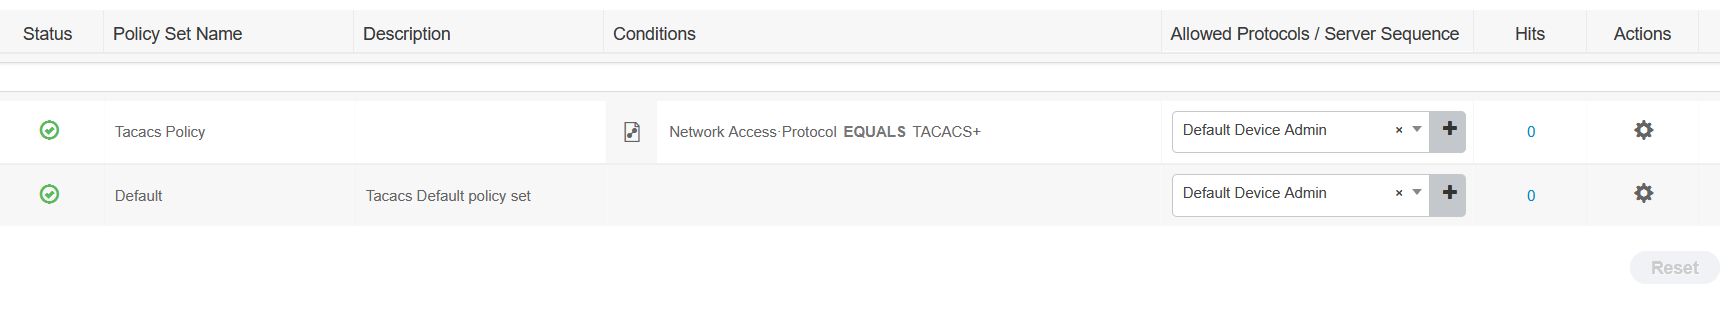 Status Policy Set Name Description Conditions Allowed Protocols / Server Sequence Hits Actions
Tacacs Policy Network Access·Protocol EQUALS TACACS+ Default Device Admin × 0
Default Tacacs Default policy set Default Device Admin × 0
Reset